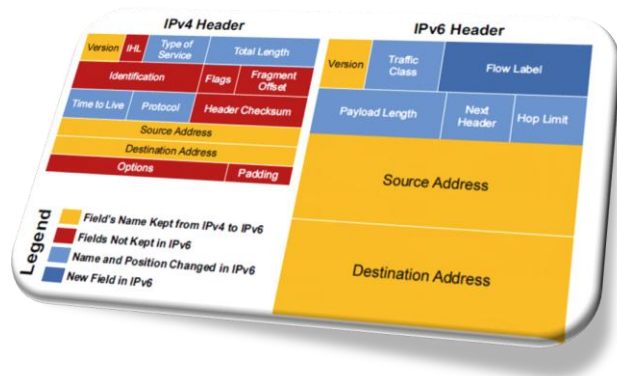 IPv4 Header
Version IHL Type of Service Total Length
Identification Flags Fragment Offset
Time to Live Protocol Header Checksum
Source Address
Destination Address
Options Padding
Legend
Field's Name Kept from IPv4 to IPv6
Fields Not Kept in IPv6
Name and Position Changed in IPv6
New Field in IPv6
IPv6 Header
Version Traffic Class Flow Label
Payload Length Next Header Hop Limit
Source Address
Destination Address